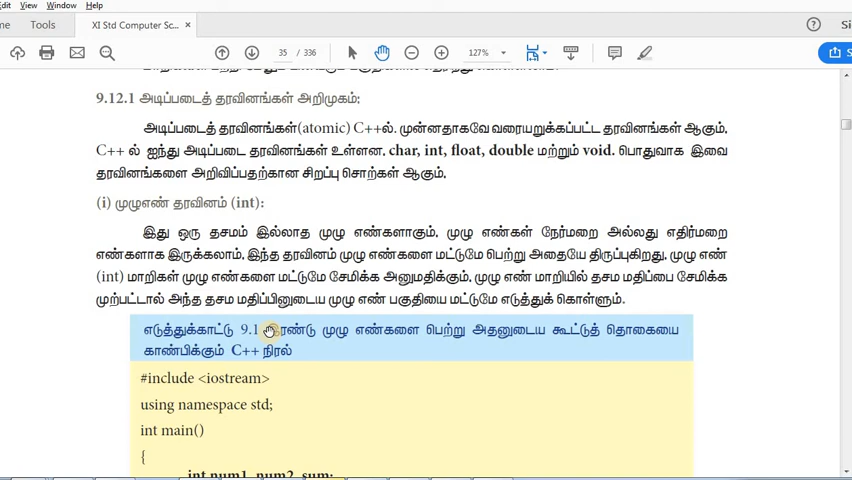 Edit View Window Help
me Tools XI Std Computer Sc... ×
Sign
35 / 336 127% S
9.12.1 அடிப்படைத் தரவினங்கள் அறிமுகம்:
அடிப்படைத் தரவினங்கள்(atomic) C++ல். முன்னதாகவே வரையறுக்கப்பட்ட தரவினங்கள் ஆகும்,
C++ ல் ஐந்து அடிப்படை தரவினங்கள் உள்ளன. char, int, float, double மற்றும் void. பொதுவாக இவை
தரவினங்களை அறிவிப்பதற்கான சிறப்பு சொற்கள் ஆகும்,
(i) முழுஎண் தரவினம் (int):
இது ஒரு தசமம் இல்லாத முழு எண்களாகும், முழு எண்கள் நேர்மறை அல்லது எதிர்மறை
எண்களாக இருக்கலாம், இந்த தரவினம் முழு எண்களை மட்டுமே பெற்று அதையே திருப்புகிறது, முழு எண்
(int) மாறிகள் முழு எண்களை மட்டுமே சேமிக்க அனுமதிக்கும், முழு எண் மாறியில் தசம மதிப்பை சேமிக்க
முற்பட்டால் அந்த தசம மதிப்பினுடைய முழு எண் பகுதியை மட்டுமே எடுத்துக் கொள்ளும்.
எடுத்துக்காட்டு 9.1 இரண்டு முழு எண்களை பெற்று அதனுடைய கூட்டுத் தொகையை
காண்பிக்கும் C++ நிரல்
#include <iostream>
using namespace std;
int main()
{
int num1, num2, sum;